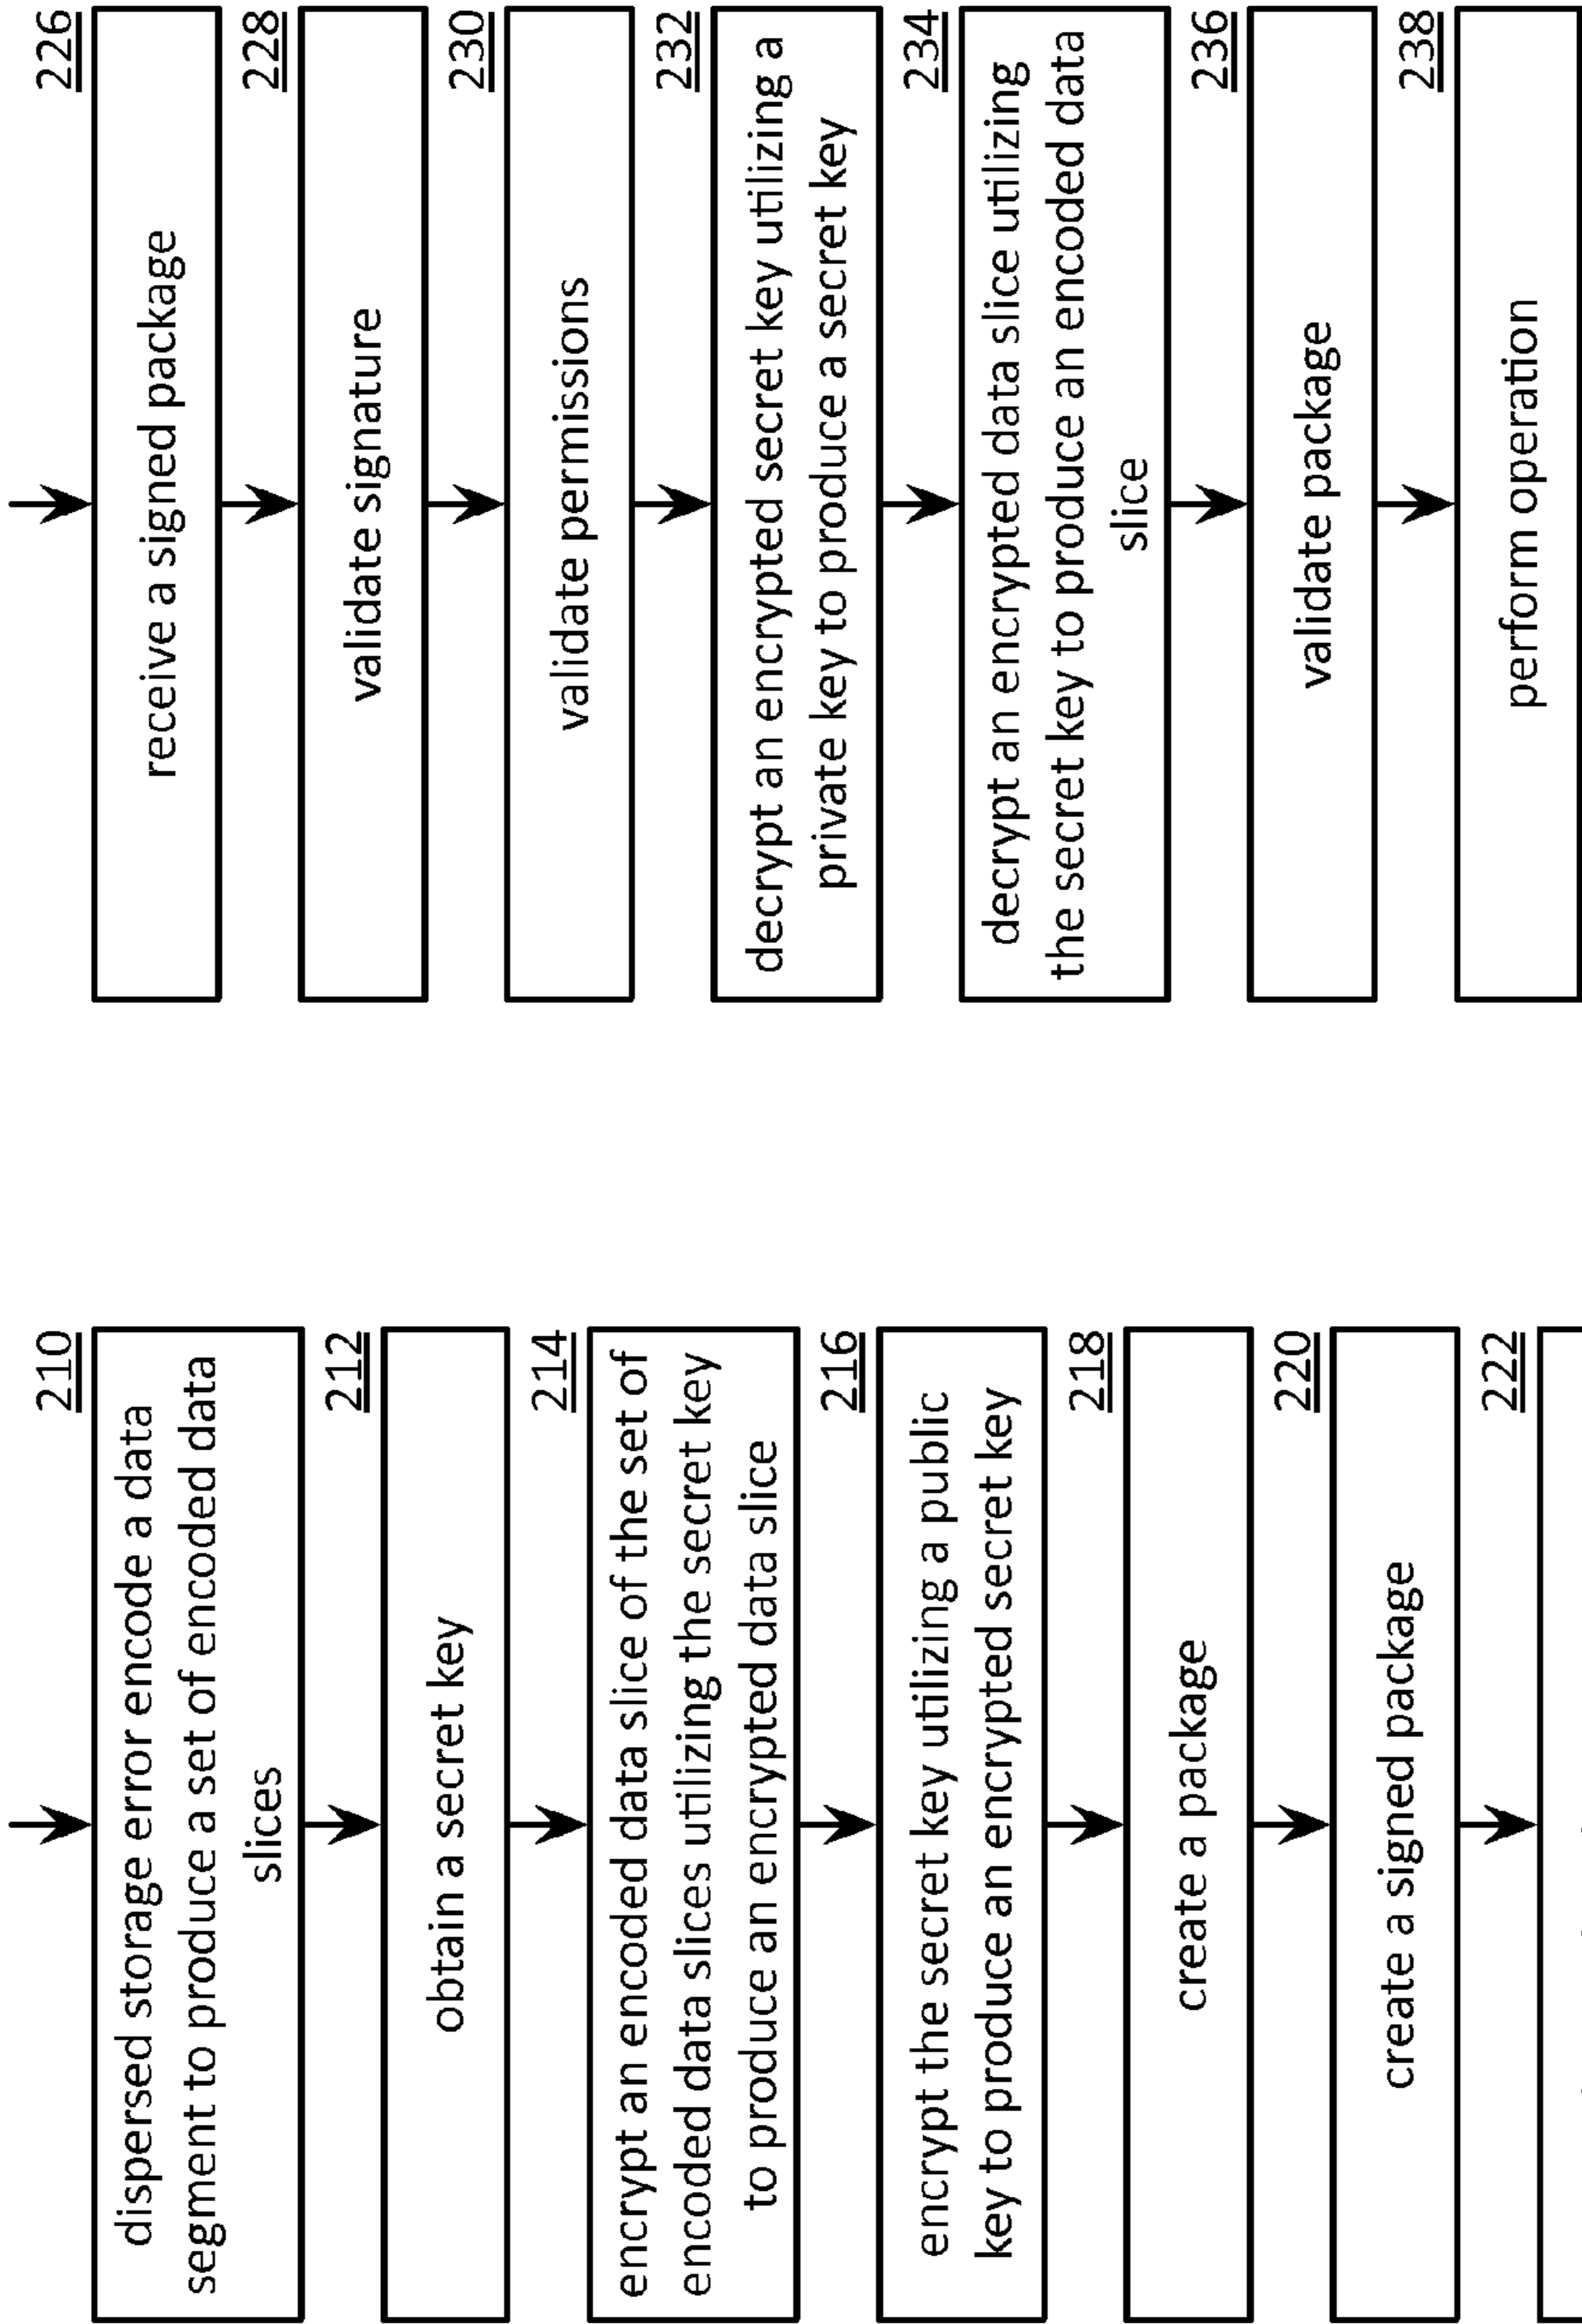 210
dispersed storage error encode a data
segment to produce a set of encoded data
slices
212
obtain a secret key
214
encrypt an encoded data slice of the set of
encoded data slices utilizing the secret key
to produce an encrypted data slice
216
encrypt the secret key utilizing a public
key to produce an encrypted secret key
218
create a package
220
create a signed package
222
226
receive a signed package
228
validate signature
230
validate permissions
232
decrypt an encrypted secret key utilizing a
private key to produce a secret key
234
decrypt an encrypted data slice utilizing
the secret key to produce an encoded data
slice
236
validate package
238
perform operation